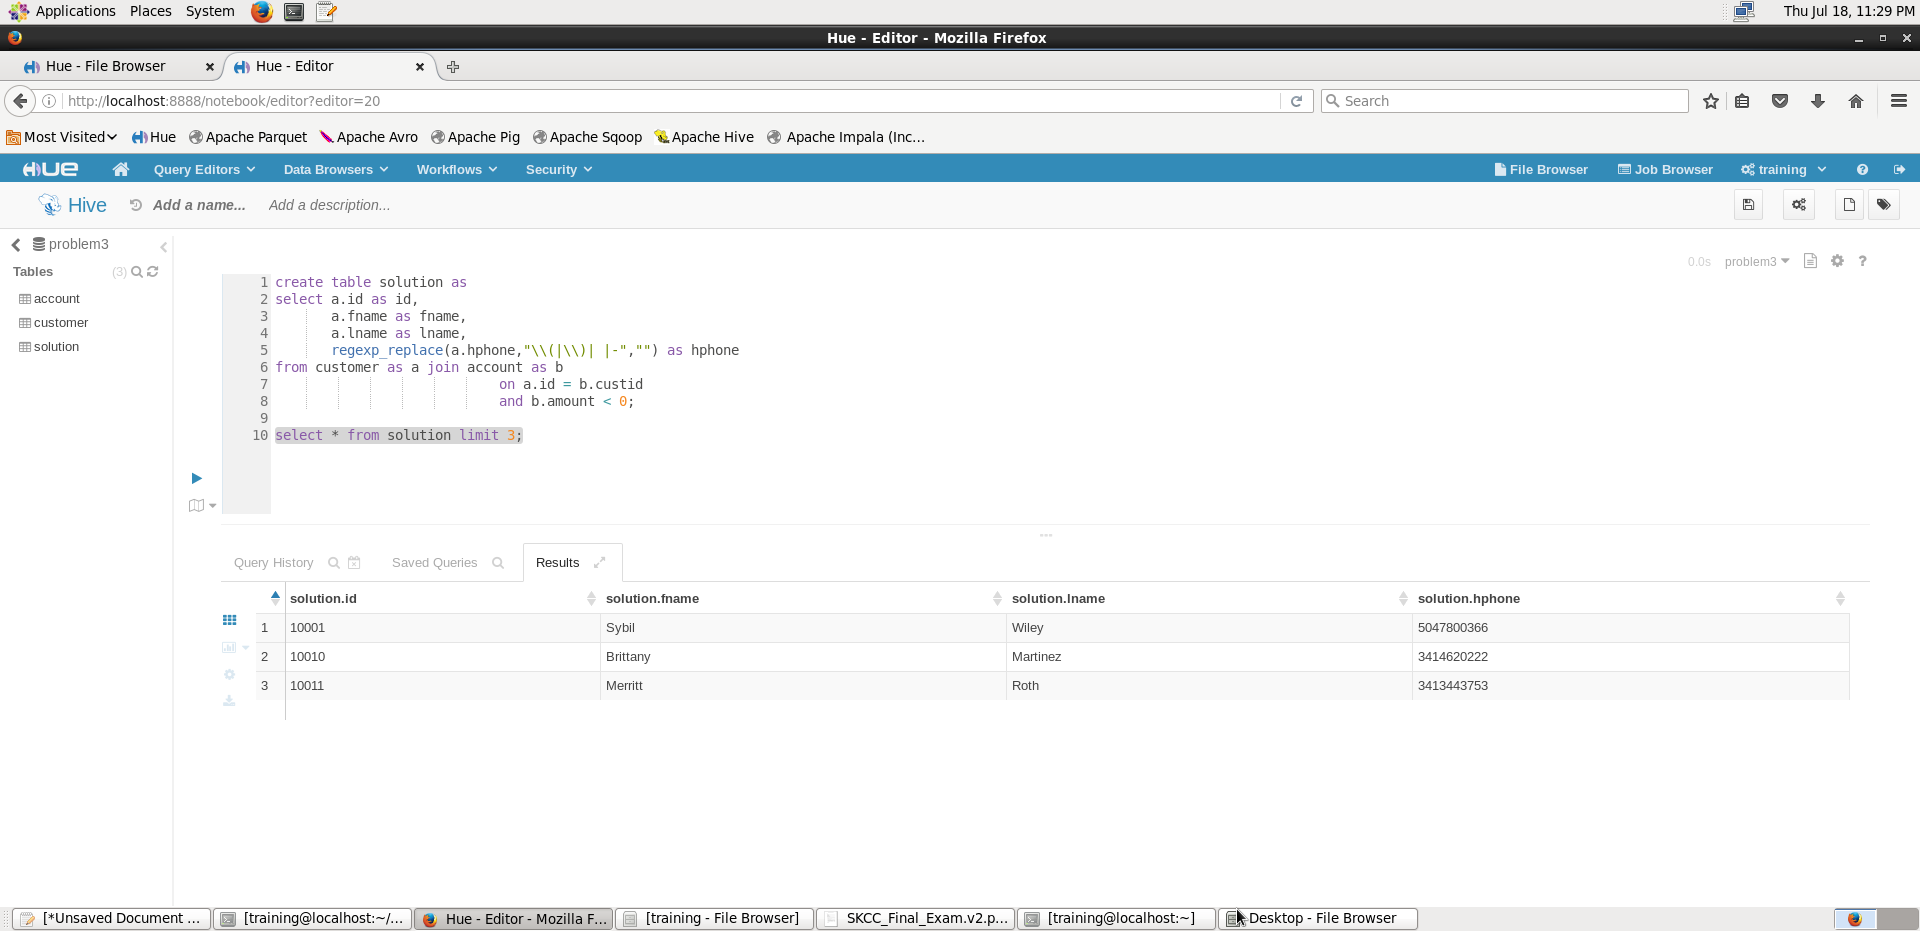 Applications Places System Thu Jul 18, 11:29 PM
Hue - Editor - Mozilla Firefox
Hue - File Browser Hue - Editor
http://localhost:8888/notebook/editor?editor=20 Search
Most Visited Hue Apache Parquet Apache Avro Apache Pig Apache Sqoop Apache Hive Apache Impala (Inc...
HUE Query Editors Data Browsers Workflows Security File Browser Job Browser training
Hive Add a name... Add a description...
problem3
Tables (3)
account
customer
solution
0.0s problem3 ?
1 create table solution as
2 select a.id as id,
3 a.fname as fname,
4 a.lname as lname,
5 regexp_replace(a.hphone,"\\(|\\)| |-","") as hphone
6 from customer as a join account as b
7 on a.id = b.custid
8 and b.amount < 0;
9
10 select * from solution limit 3;
Query History Saved Queries Results
solution.id solution.fname solution.lname solution.hphone
1 10001 Sybil Wiley 5047800366
2 10010 Brittany Martinez 3414620222
3 10011 Merritt Roth 3413443753
[*Unsaved Document ... [training@localhost:~/... Hue - Editor - Mozilla F... [training - File Browser] SKCC_Final_Exam.v2.p... [training@localhost:~] Desktop - File Browser